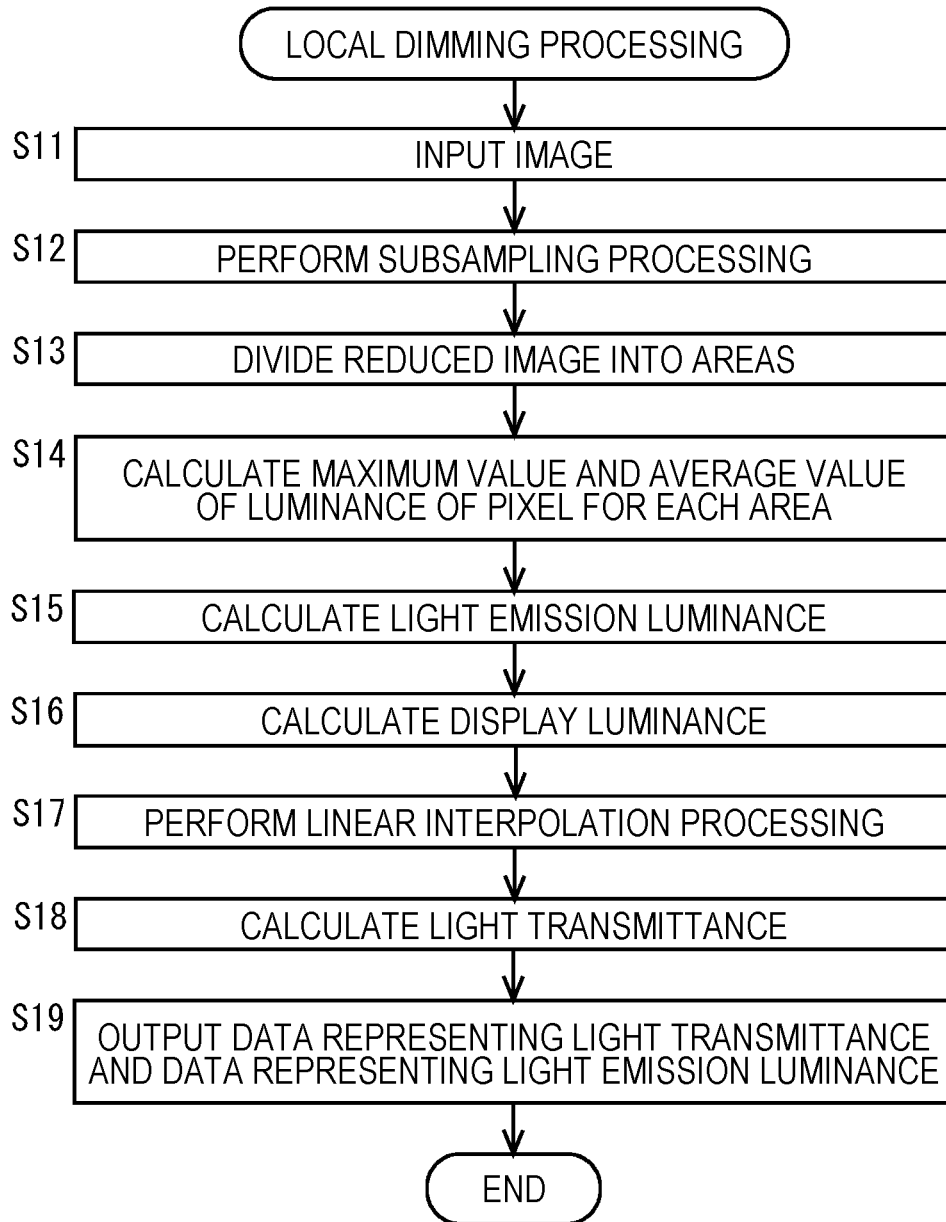 LOCAL DIMMING PROCESSING
S11
INPUT IMAGE
S12
PERFORM SUBSAMPLING PROCESSING
S13
DIVIDE REDUCED IMAGE INTO AREAS
S14
CALCULATE MAXIMUM VALUE AND AVERAGE VALUE
OF LUMINANCE OF PIXEL FOR EACH AREA
S15
CALCULATE LIGHT EMISSION LUMINANCE
S16
CALCULATE DISPLAY LUMINANCE
S17
PERFORM LINEAR INTERPOLATION PROCESSING
S18
CALCULATE LIGHT TRANSMITTANCE
S19
OUTPUT DATA REPRESENTING LIGHT TRANSMITTANCE
AND DATA REPRESENTING LIGHT EMISSION LUMINANCE
END